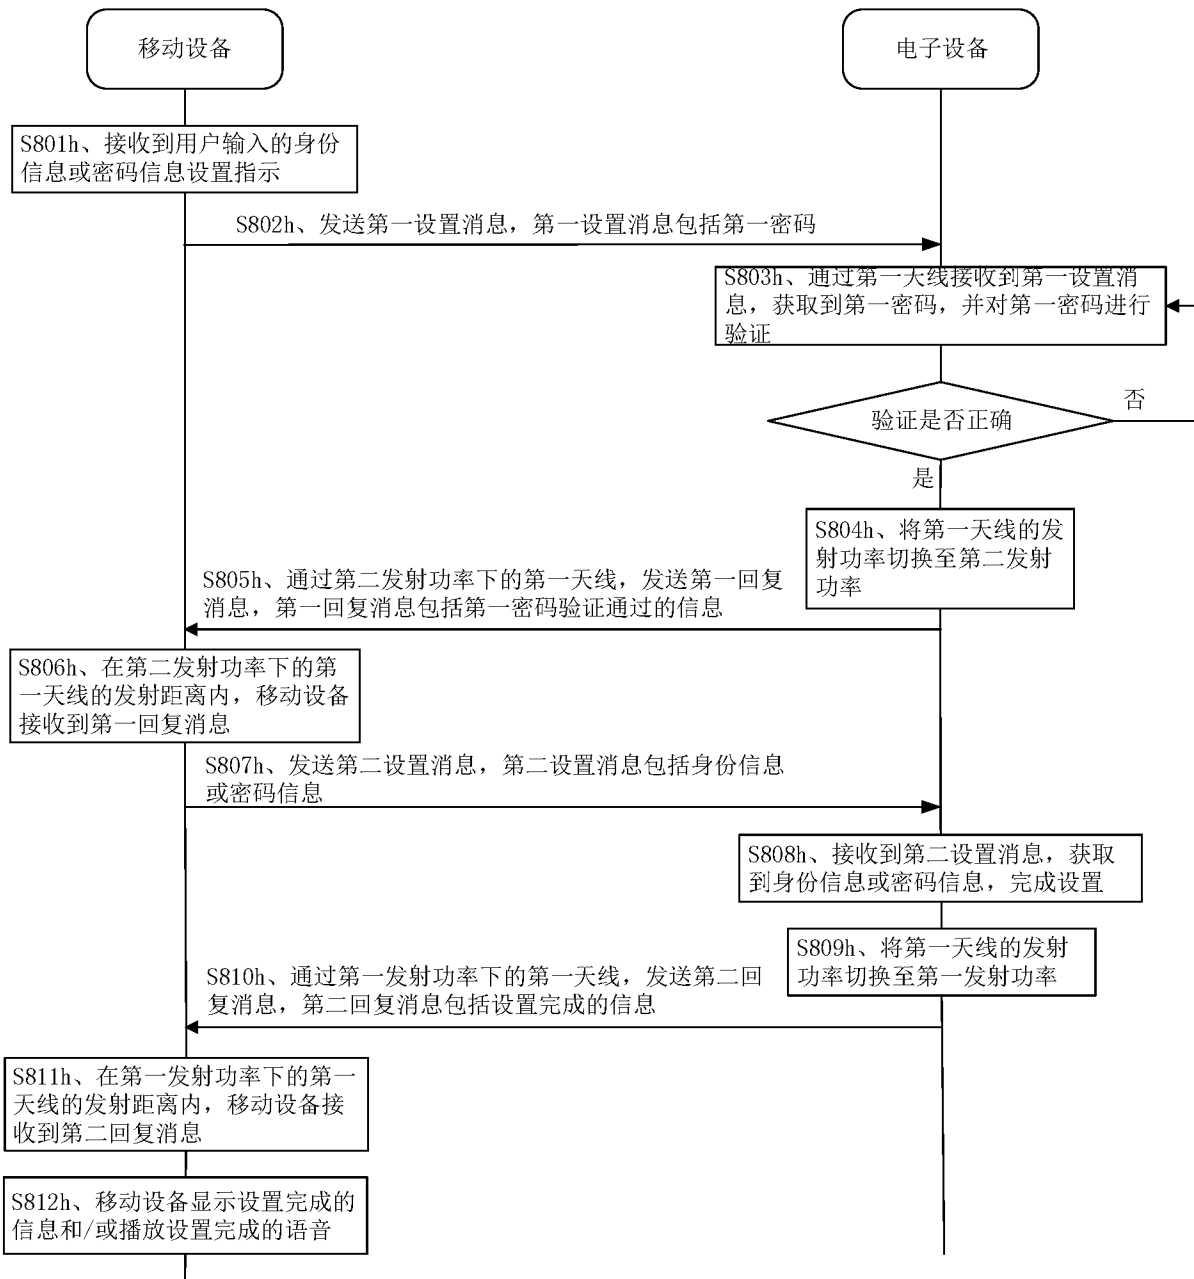 移动设备
电子设备
S801h、接收到用户输入的身份
信息或密码信息设置指示
S802h、发送第一设置消息，第一设置消息包括第一密码
S803h、通过第一天线接收到第一设置消
息，获取到第一密码，并对第一密码进行
验证
验证是否正确
否
是
S804h、将第一天线的发
射功率切换至第二发射
功率
S805h、通过第二发射功率下的第一天线，发送第一回复
消息，第一回复消息包括第一密码验证通过的信息
S806h、在第二发射功率下的第
一天线的发射距离内，移动设备
接收到第一回复消息
S807h、发送第二设置消息，第二设置消息包括身份信息
或密码信息
S808h、接收到第二设置消息，获取
到身份信息或密码信息，完成设置
S809h、将第一天线的发射
功率切换至第一发射功率
S810h、通过第一发射功率下的第一天线，发送第二回
复消息，第二回复消息包括设置完成的信息
S811h、在第一发射功率下的第一
天线的发射距离内，移动设备接
收到第二回复消息
S812h、移动设备显示设置完成的
信息和/或播放设置完成的语音